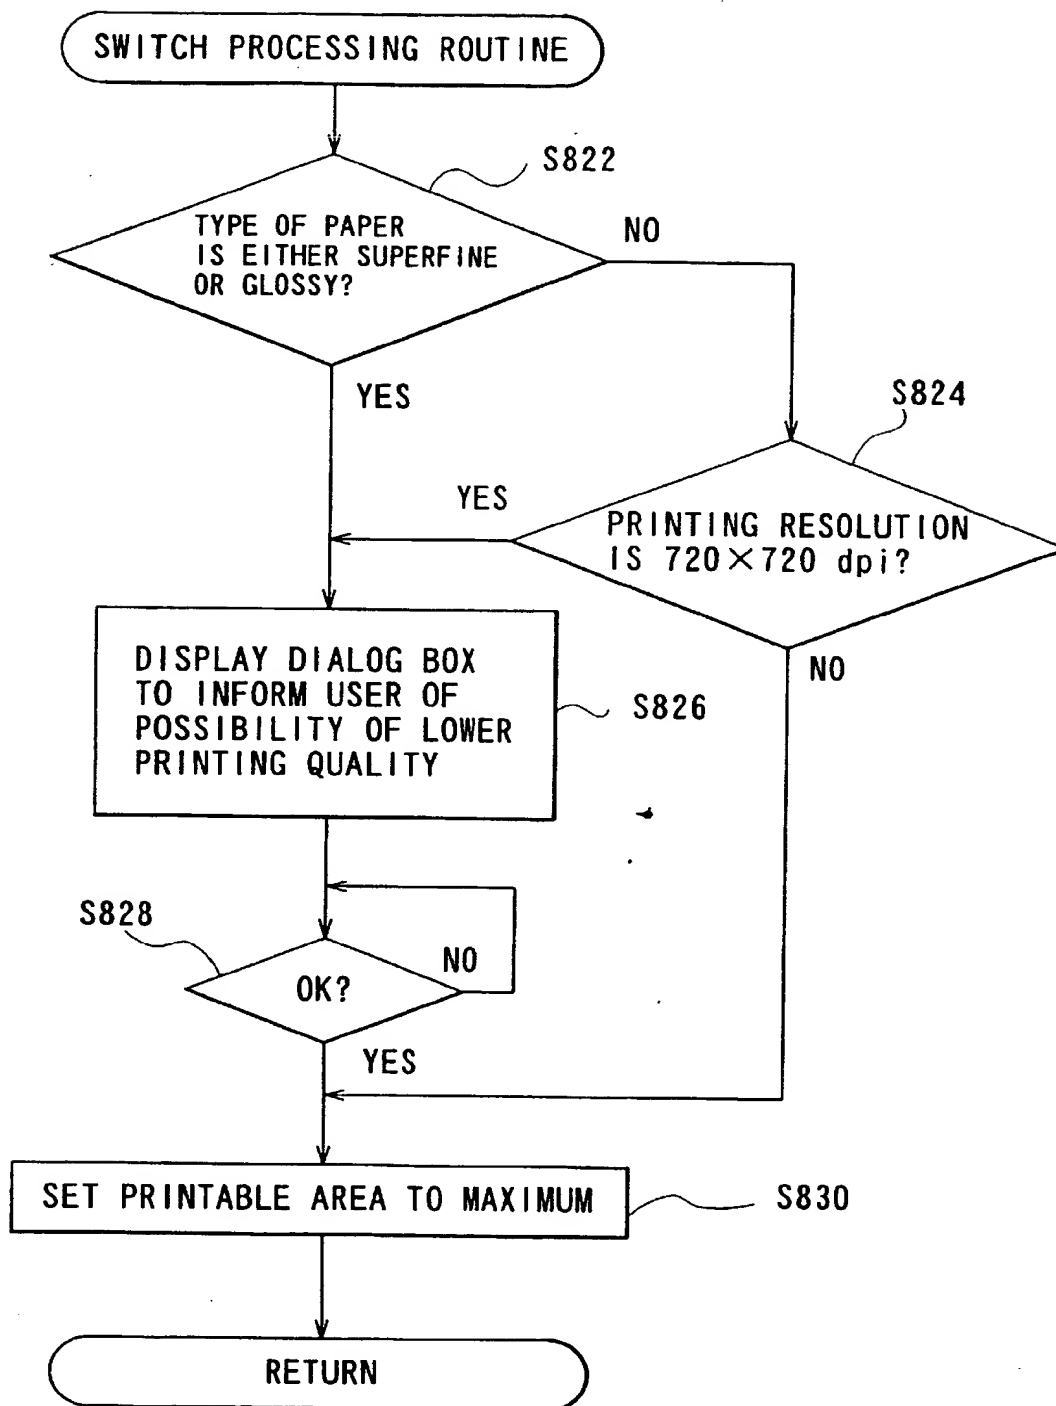 SWITCH PROCESSING ROUTINE
S822
TYPE OF PAPER
IS EITHER SUPERFINE
OR GLOSSY?
NO
YES
S824
YES
PRINTING RESOLUTION
IS 720×720 dpi?
NO
DISPLAY DIALOG BOX
TO INFORM USER OF
POSSIBILITY OF LOWER
PRINTING QUALITY
S826
S828
OK?
NO
YES
SET PRINTABLE AREA TO MAXIMUM
S830
RETURN